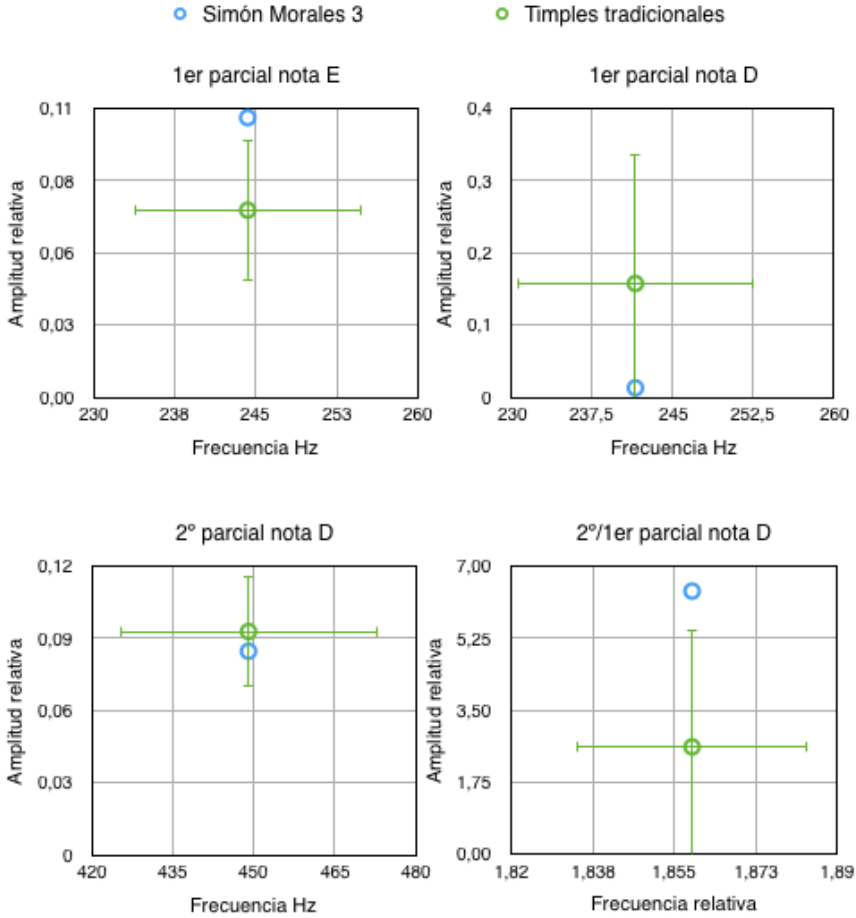 Simón Morales 3 Timples tradicionales
1er parcial nota E
Amplitud relativa
0,11
0,08
0,06
0,03
0,00
230 238 245 253 260
Frecuencia Hz
1er parcial nota D
Amplitud relativa
0,4
0,3
0,2
0,1
0
230 237,5 245 252,5 260
Frecuencia Hz
2º parcial nota D
Amplitud relativa
0,12
0,09
0,06
0,03
0
420 435 450 465 480
Frecuencia Hz
2º/1er parcial nota D
Amplitud relativa
7,00
5,25
3,50
1,75
0,00
1,82 1,838 1,855 1,873 1,89
Frecuencia relativa